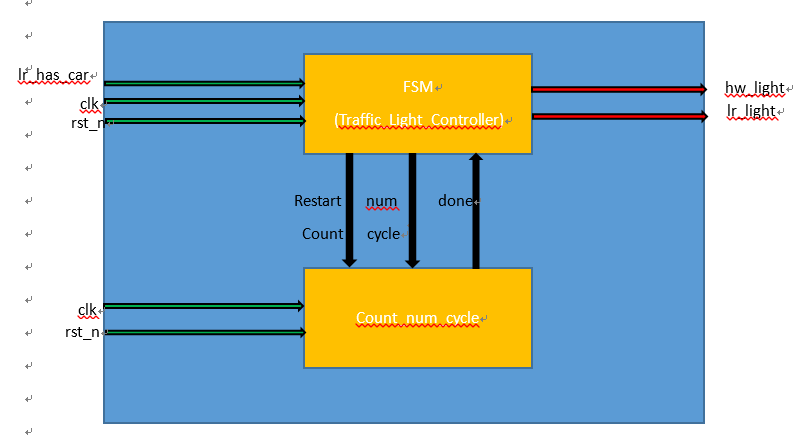 lr_has_car
clk
rst_n
FSM
(Traffic_Light_Controller)
hw_light
lr_light
Restart num done
Count cycle
clk
rst_n
Count_num_cycle